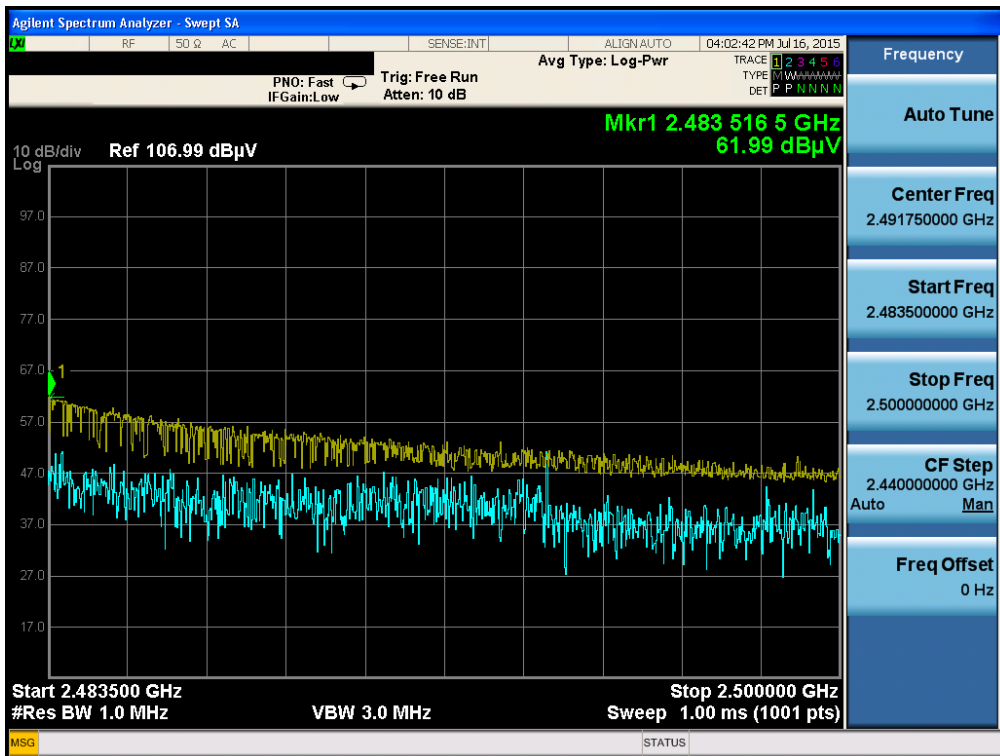 Agilent Spectrum Analyzer - Swept SA
LXI RF 50 Ω AC SENSE:INT ALIGN AUTO 04:02:42 PM Jul 16, 2015
Frequency
PNO: Fast
IFGain:Low
Trig: Free Run
Atten: 10 dB
Avg Type: Log-Pwr
TRACE 1 2 3 4 5 6
TYPE M W W W W W
DET P P N N N N
Auto Tune
Mkr1 2.483 516 5 GHz
61.99 dBµV
10 dB/div Ref 106.99 dBµV
Log
97.0
87.0
77.0
67.0
57.0
47.0
37.0
27.0
17.0
1
Center Freq
2.491750000 GHz
Start Freq
2.483500000 GHz
Stop Freq
2.500000000 GHz
CF Step
2.440000000 GHz
Auto Man
Freq Offset
0 Hz
Start 2.483500 GHz Stop 2.500000 GHz
#Res BW 1.0 MHz VBW 3.0 MHz Sweep 1.00 ms (1001 pts)
MSG STATUS